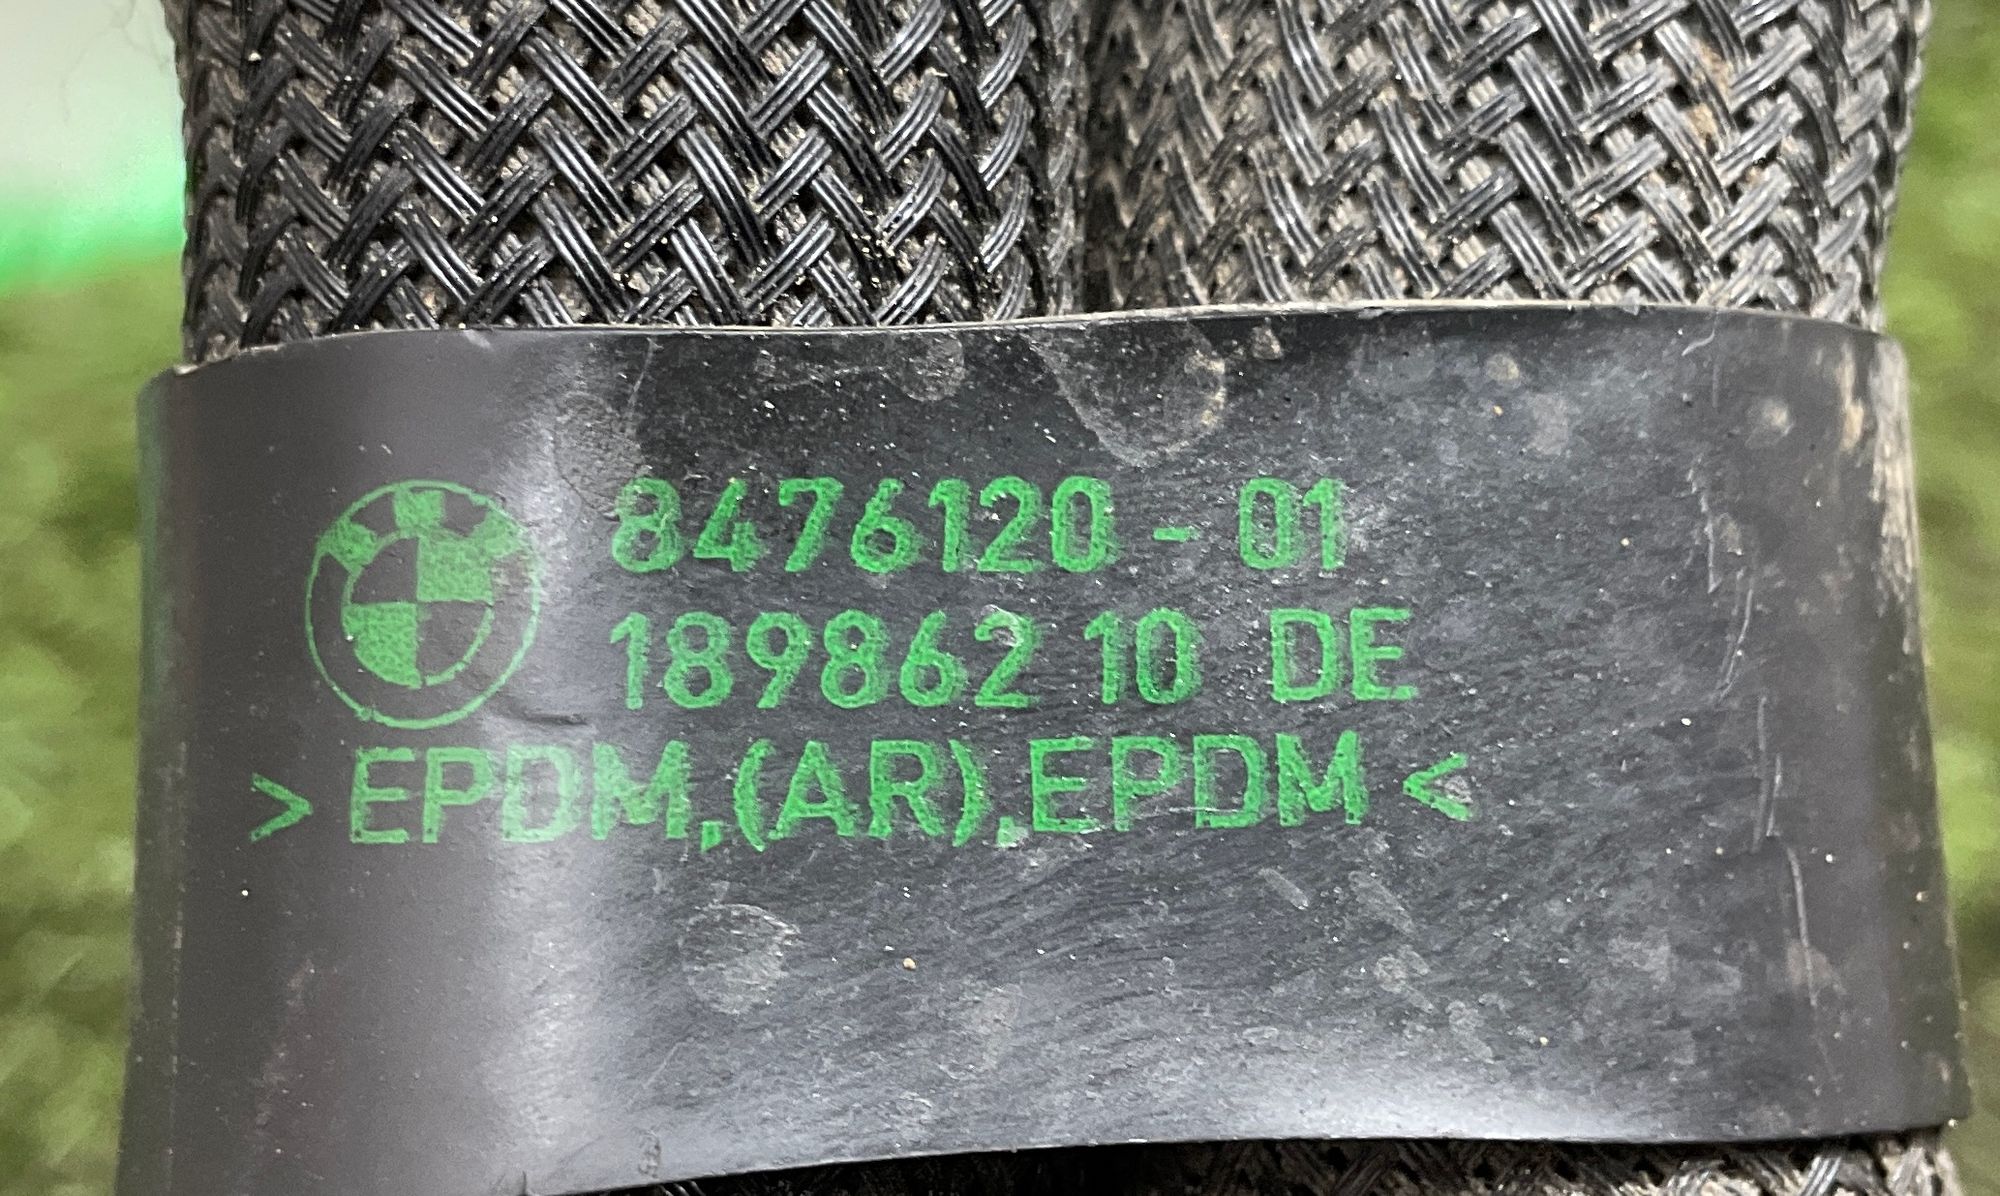 8476120 - 01
189862 10 DE
> EPDM,(AR),EPDM <